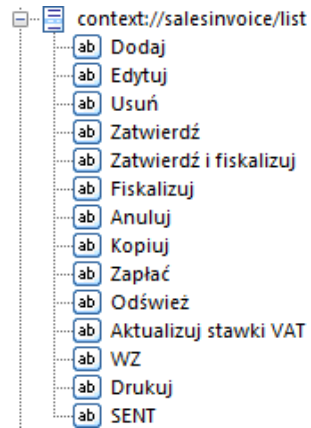 context://salesinvoice/list
ab Dodaj
ab Edytuj
ab Usuń
ab Zatwierdź
ab Zatwierdź i fiskalizuj
ab Fiskalizuj
ab Anuluj
ab Kopiuj
ab Zapłać
ab Odśwież
ab Aktualizuj stawki VAT
ab WZ
ab Drukuj
ab SENT